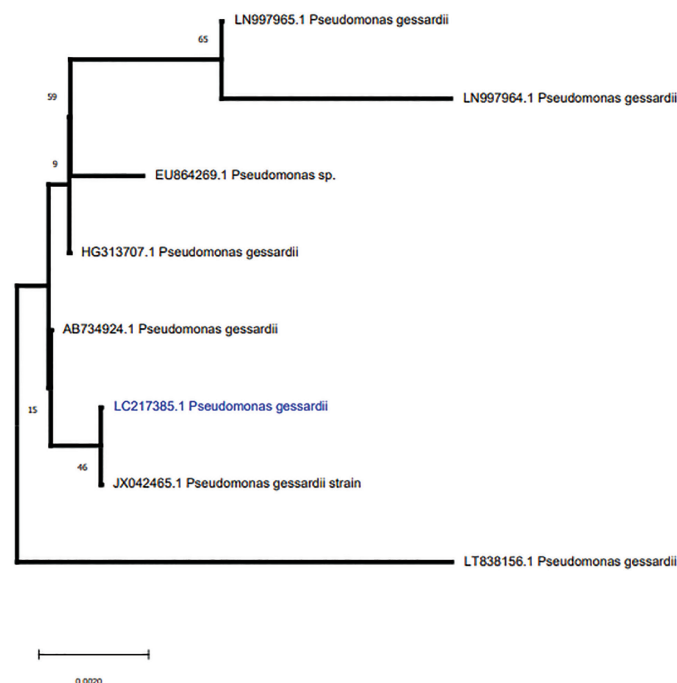 LN997965.1 Pseudomonas gessardii
65
59
LN997964.1 Pseudomonas gessardii
9
EU864269.1 Pseudomonas sp.
HG313707.1 Pseudomonas gessardii
AB734924.1 Pseudomonas gessardii
LC217385.1 Pseudomonas gessardii
15
46
JX042465.1 Pseudomonas gessardii strain
LT838156.1 Pseudomonas gessardii
0.0020